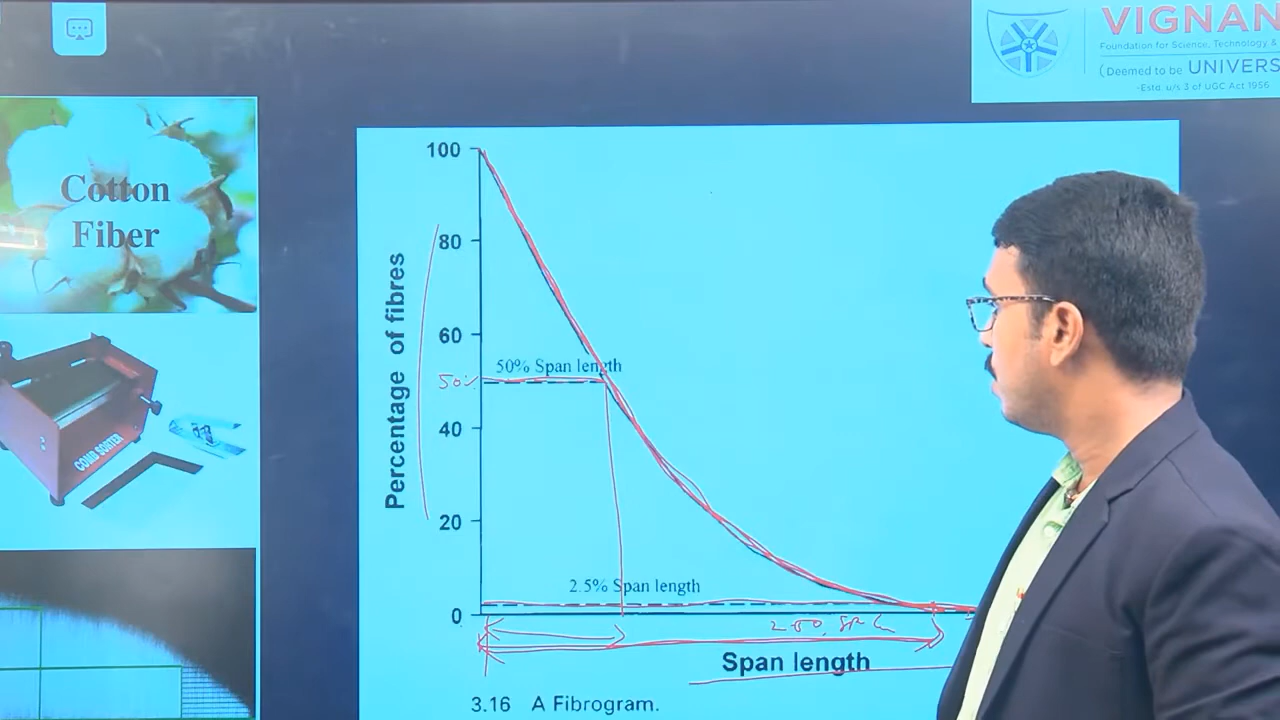 VIGNAN
Foundation for Science, Technology &
(Deemed to be UNIVERS
-Estd. u/s 3 of UGC Act 1956
Cotton
Fiber
COMB SORTER
100
80
60
50%
40
20
0
Percentage of fibres
50% Span length
2.5% Span length
Span length
3.16 A Fibrogram.